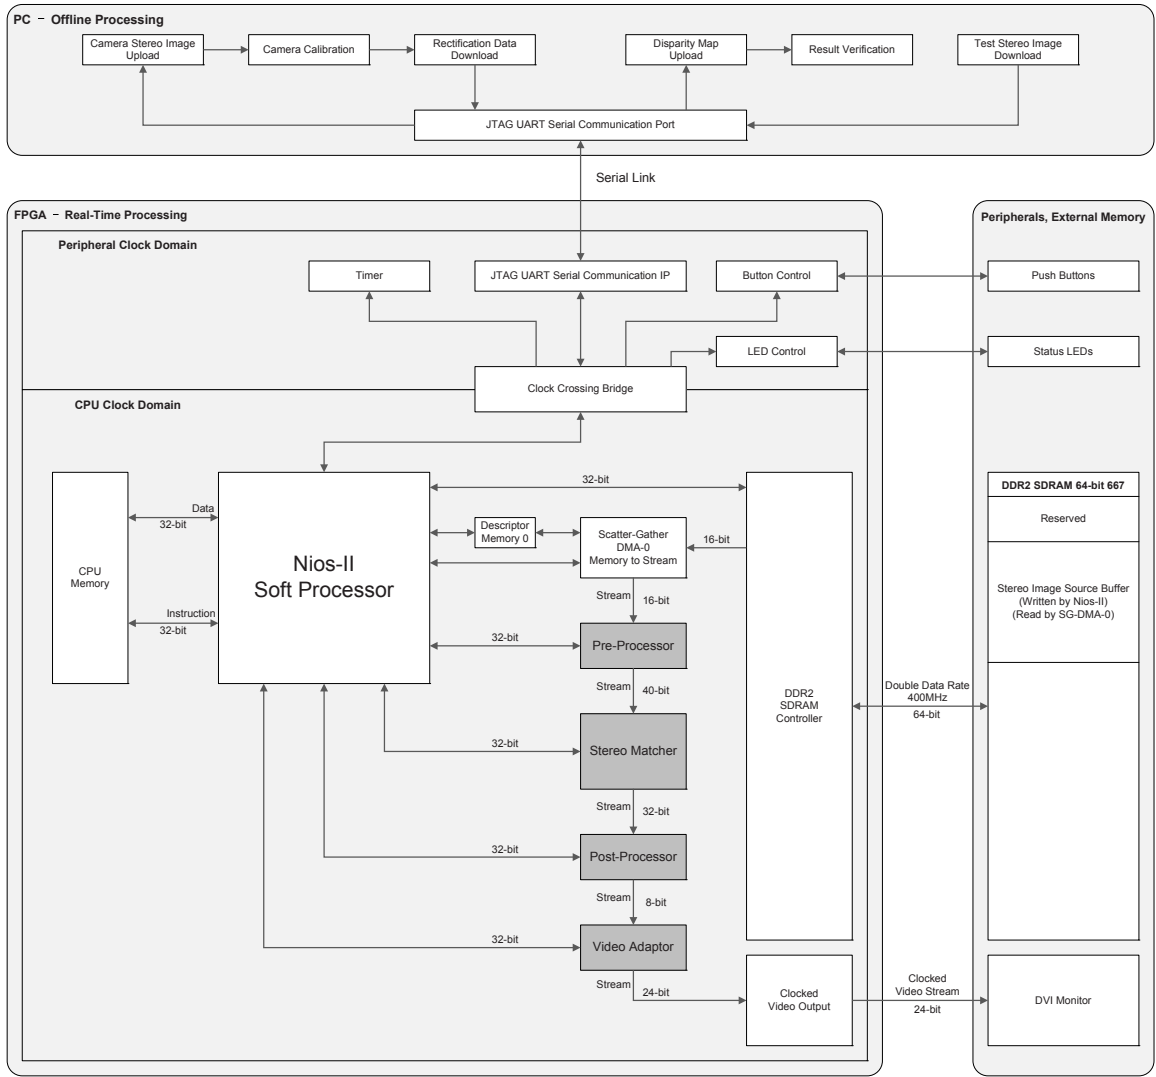 PC – Offline Processing
Camera Stereo Image
Upload
Camera Calibration
Rectification Data
Download
Disparity Map
Upload
Result Verification
Test Stereo Image
Download
JTAG UART Serial Communication Port
Serial Link
FPGA – Real-Time Processing
Peripherals, External Memory
Peripheral Clock Domain
Timer
JTAG UART Serial Communication IP
Button Control
Push Buttons
LED Control
Status LEDs
Clock Crossing Bridge
CPU Clock Domain
CPU
Memory
Data
32-bit
Instruction
32-bit
Nios-II
Soft Processor
32-bit
Descriptor
Memory 0
Scatter-Gather
DMA-0
Memory to Stream
16-bit
Stream
16-bit
32-bit
Pre-Processor
Stream
40-bit
32-bit
Stereo Matcher
Stream
32-bit
32-bit
Post-Processor
Stream
8-bit
32-bit
Video Adaptor
Stream
24-bit
DDR2
SDRAM
Controller
Clocked
Video Output
Double Data Rate
400MHz
64-bit
Clocked
Video Stream
24-bit
DDR2 SDRAM 64-bit 667
Reserved
Stereo Image Source Buffer
(Written by Nios-II)
(Read by SG-DMA-0)
DVI Monitor